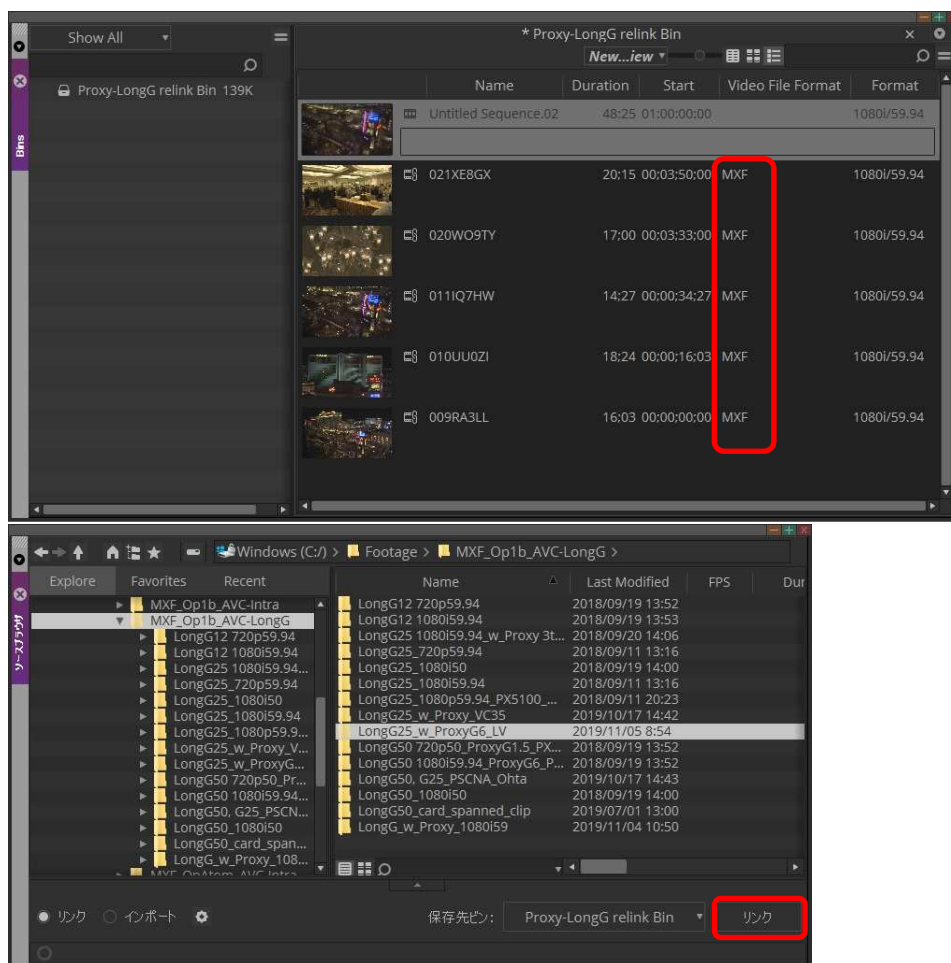 Show All
* Proxy-LongG relink Bin
New...iew
Proxy-LongG relink Bin 139K
Bins
Name Duration Start Video File Format Format
Untitled Sequence.02 48:25 01:00:00:00 1080i/59.94
021XE8GX 20;15 00;03;50;00 MXF 1080i/59.94
020WO9TY 17;00 00;03;33;00 MXF 1080i/59.94
011IQ7HW 14;27 00;00;34;27 MXF 1080i/59.94
010UU0ZI 18;24 00;00;16;03 MXF 1080i/59.94
009RA3LL 16;03 00;00;00;00 MXF 1080i/59.94
Windows (C:/) > Footage > MXF_Op1b_AVC-LongG >
Explore Favorites Recent
ソースブラウザ
MXF_Op1b_AVC-Intra
MXF_Op1b_AVC-LongG
LongG12 720p59.94
LongG12 1080i59.94
LongG25 1080i59.94...
LongG25_720p59.94
LongG25_1080i50
LongG25_1080i59.94
LongG25_1080p59.9...
LongG25_w_Proxy_V...
LongG25_w_ProxyG...
LongG50 720p50_Pr...
LongG50 1080i59.94...
LongG50, G25_PSCN...
LongG50_1080i50
LongG50_card_span...
LongG_w_Proxy_108...
MXF_OpAtom_AVC-Intra
Name Last Modified FPS Dur
LongG12 720p59.94 2018/09/19 13:52
LongG12 1080i59.94 2018/09/19 13:53
LongG25 1080i59.94_w_Proxy 3t... 2018/09/20 14:06
LongG25_720p59.94 2018/09/11 13:16
LongG25_1080i50 2018/09/19 14:00
LongG25_1080i59.94 2018/09/11 13:16
LongG25_1080p59.94_PX5100_... 2018/09/11 20:23
LongG25_w_Proxy_VC35 2019/10/17 14:42
LongG25_w_ProxyG6_LV 2019/11/05 8:54
LongG50 720p50_ProxyG1.5_PX... 2018/09/19 13:52
LongG50 1080i59.94_ProxyG6_P... 2018/09/19 13:52
LongG50, G25_PSCNA_Ohta 2019/10/17 14:43
LongG50_1080i50 2018/09/19 14:00
LongG50_card_spanned_clip 2019/07/01 13:00
LongG_w_Proxy_1080i59 2019/11/04 10:50
リンク インポート 保存先ビン: Proxy-LongG relink Bin リンク